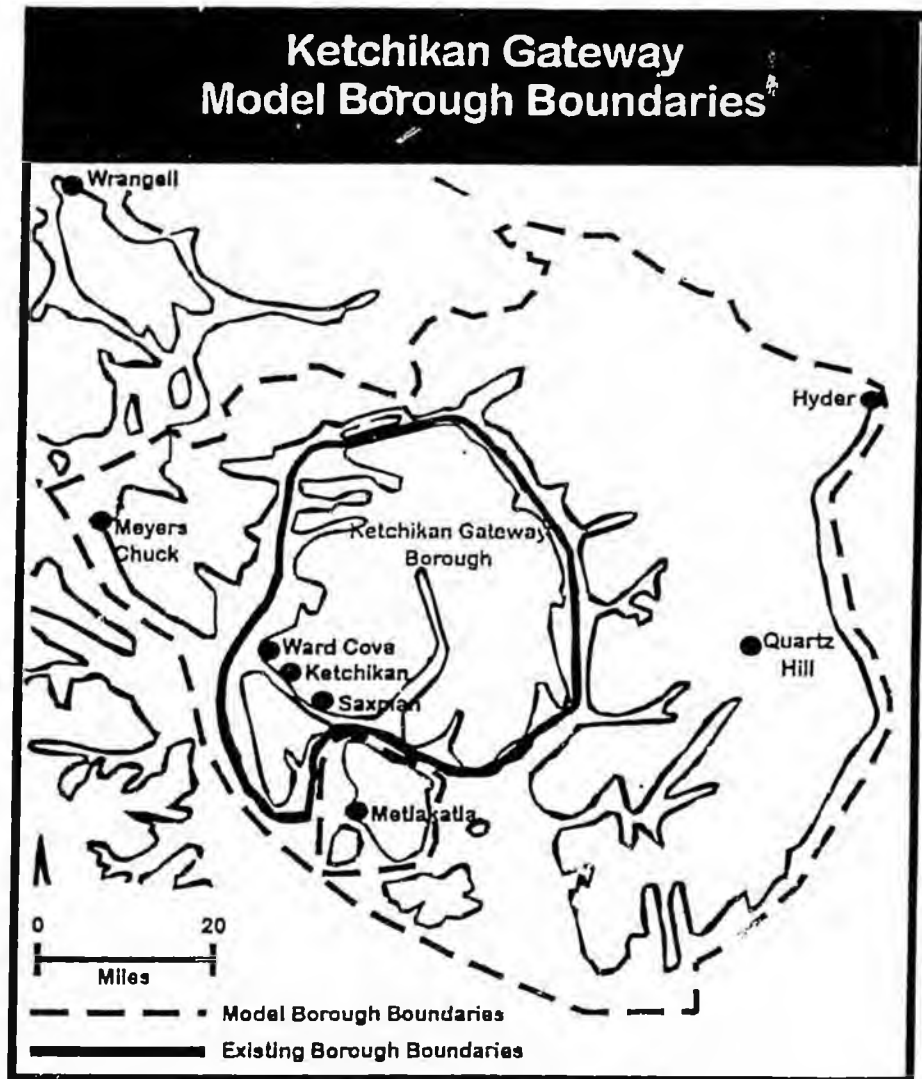 Ketchikan Gateway
Model Borough Boundaries
Wrangell
Hyder
Meyers
Chuck
Ketchikan Gateway
Borough
Ward Cove
Ketchikan
Saxman
Quartz
Hill
Metlakatla
0 20
Miles
Model Borough Boundaries
Existing Borough Boundaries